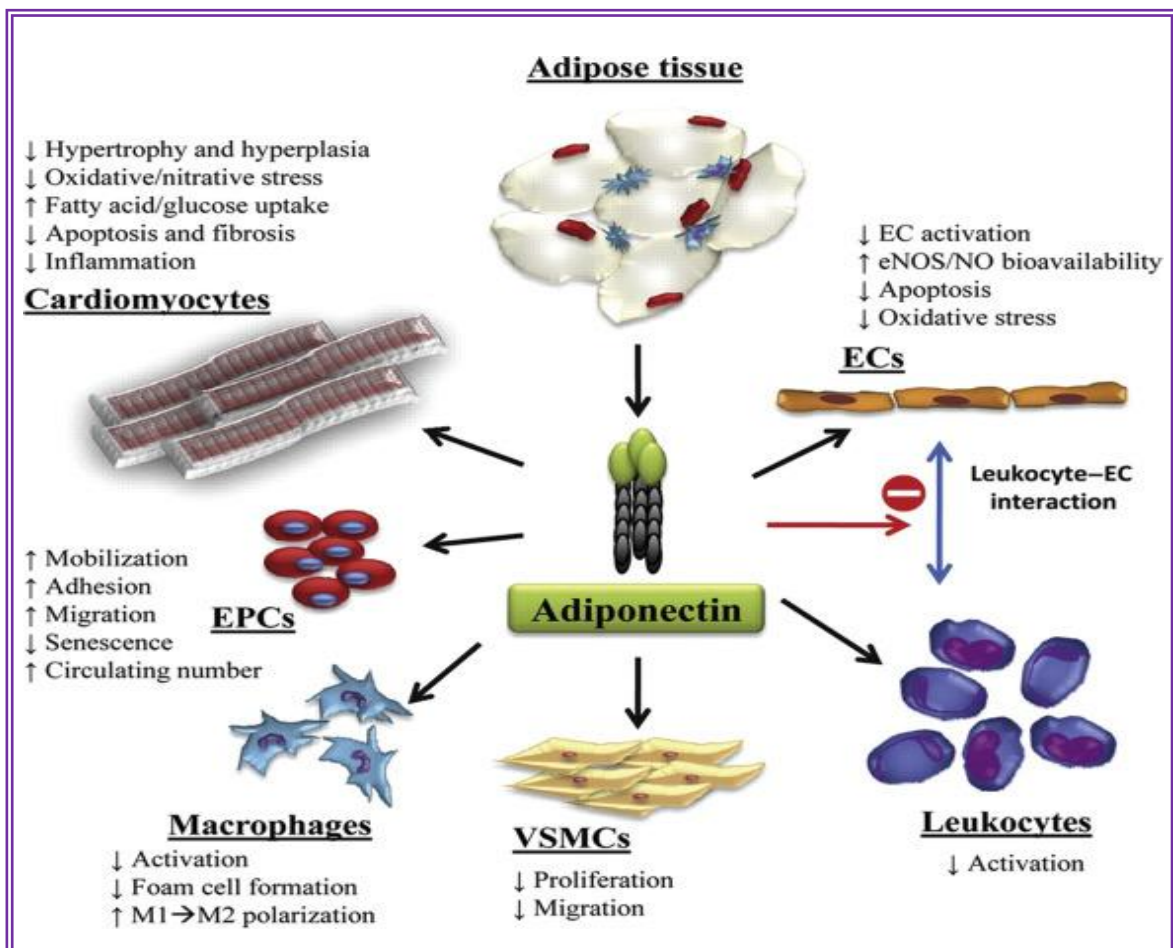 Adipose tissue
↓ Hypertrophy and hyperplasia
↓ Oxidative/nitrative stress
↑ Fatty acid/glucose uptake
↓ Apoptosis and fibrosis
↓ Inflammation
Cardiomyocytes
↓ EC activation
↑ eNOS/NO bioavailability
↓ Apoptosis
↓ Oxidative stress
ECs
Leukocyte–EC
interaction
↑ Mobilization
↑ Adhesion
↑ Migration
↓ Senescence
↑ Circulating number
EPCs
Adiponectin
Macrophages
↓ Activation
↓ Foam cell formation
↑ M1→M2 polarization
VSMCs
↓ Proliferation
↓ Migration
Leukocytes
↓ Activation